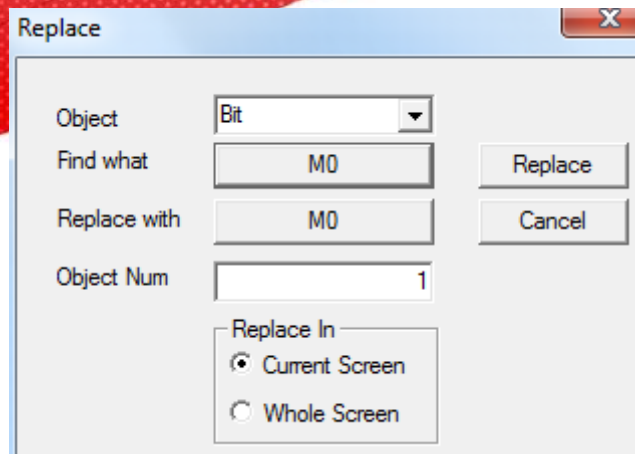 Replace
Object Bit
Find what M0 Replace
Replace with M0 Cancel
Object Num 1
Replace In
Current Screen
Whole Screen